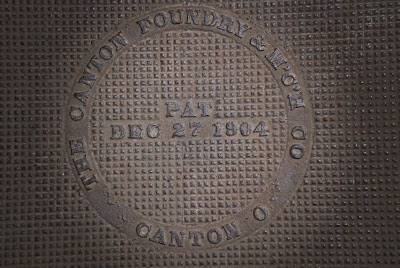 THE CANTON FOUNDRY & M'C'H CO
PAT
DEC 27 1904
CANTON O